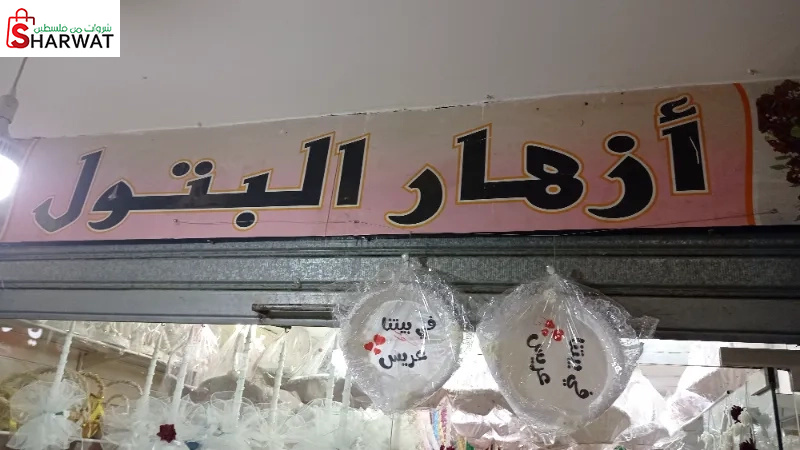 شروات من فلسطين
SHARWAT
أزهار البتول
في بيتنا
عريس
في بيتنا
عريس